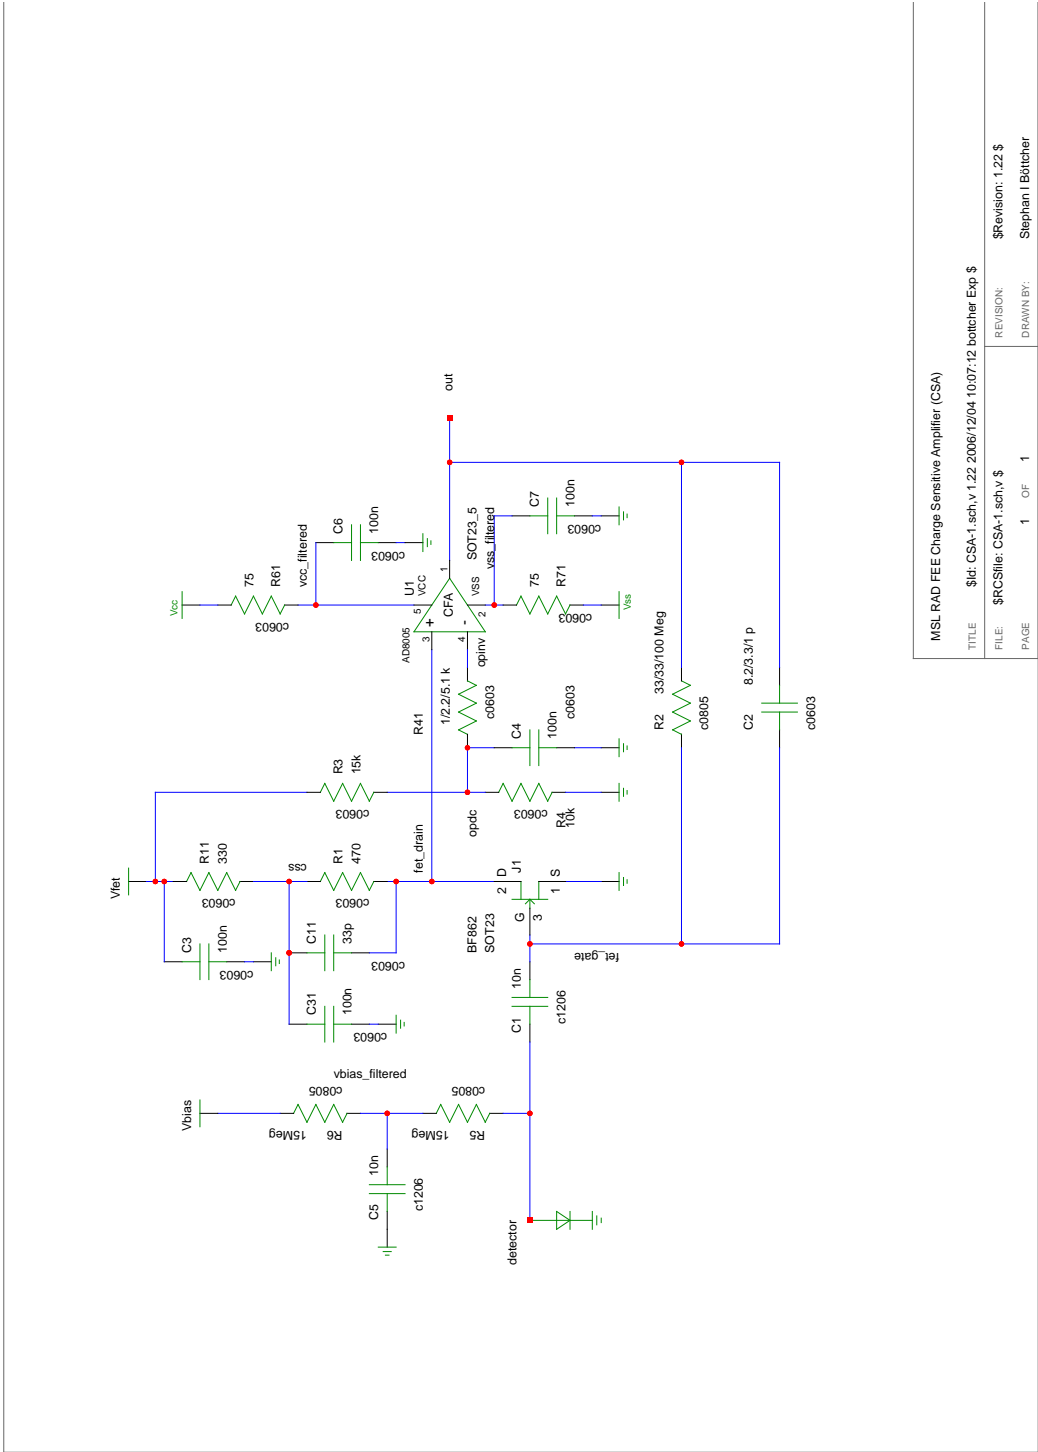 Vbias
15Meg
R6
c0805
vbias_filtered
15Meg
R5
c0805
C5
10n
c1206
detector
C1
10n
c1206
Vfet
C3
100n
c0603
C31
100n
c0603
C11
33p
c0603
R11
330
c0603
css
R1
470
c0603
fet_drain
BF862
SOT23
G
3
2
D
J1
1
S
fet_gate
R3
15k
c0603
opdc
R4
10k
c0603
C4
100n
c0603
R41
1/2.2/5.1 k
c0603
opinv
AD8005
3
4
+
-
CFA
U1
5
VCC
2
VSS
1
SOT23_5
Vcc
75
R61
c0603
vcc_filtered
C6
100n
c0603
vss_filtered
C7
100n
c0603
75
R71
c0603
Vss
out
R2
33/33/100 Meg
c0805
C2
8.2/3.3/1 p
c0603
MSL RAD FEE Charge Sensitive Amplifier (CSA)
TITLE
$Id: CSA-1.sch,v 1.22 2006/12/04 10:07:12 bottcher Exp $
FILE:
$RCSfile: CSA-1.sch,v $
REVISION:
$Revision: 1.22 $
PAGE
1
OF
1
DRAWN BY:
Stephan I Böttcher